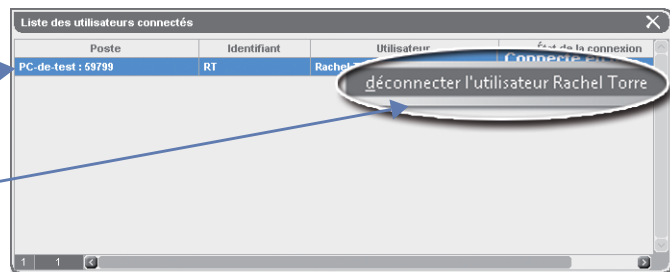 Liste des utilisateurs connectés
Poste Identifiant Utilisateur État de la connexion
PC-de-test : 59799 RT Rachel
déconnecter l'utilisateur Rachel Torre
1 1